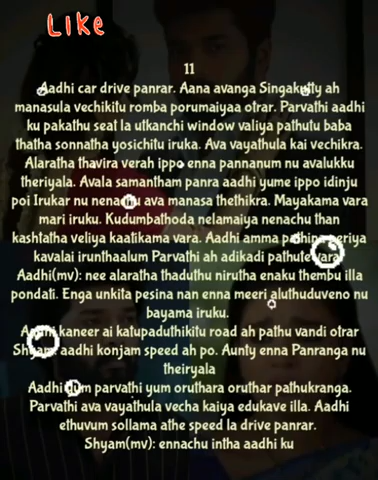 Like
11
Aadhi car drive panrar. Aana avanga Singakutty ah
manasula vechikitu romba porumaiyaa otrar. Parvathi aadhi
ku pakathu seat la utkanchi window valiya pathutu baba
thatha sonnatha yosichitu iruka. Ava vayathula kai vechikra.
Alaratha thavira verah ippo enna pannanum nu avalukku
theriyala. Avala samantham panra aadhi yume ippo idinju
poi Irukar nu ava manasa thethikra. Mayakama vara
mari iruku. Kudumbathoda nelamaiya nenachu than
kashtatha veliya kaatikama vara. Aadhi amma periya
kavalai irunthaalum Parvathi ah adikadi pathute vara
Aadhi(mv): nee alaratha thaduthu nirutha enaku thembu illa
pondati. Enga unkita pesina nan enna meeri aluthuduveno nu
bayama iruku.
Aadhi kaneer ai katupaduthikitu road ah pathu vandi otrar
Shyam: aadhi konjam speed ah po. Aunty enna Panranga nu
theiryala
Aadhi yum parvathi yum oruthara oruthar pathukranga.
Parvathi ava vayathula vecha kaiya edukave illa. Aadhi
ethuvum sollama athe speed la drive panrar.
Shyam(mv): ennachu intha aadhi ku